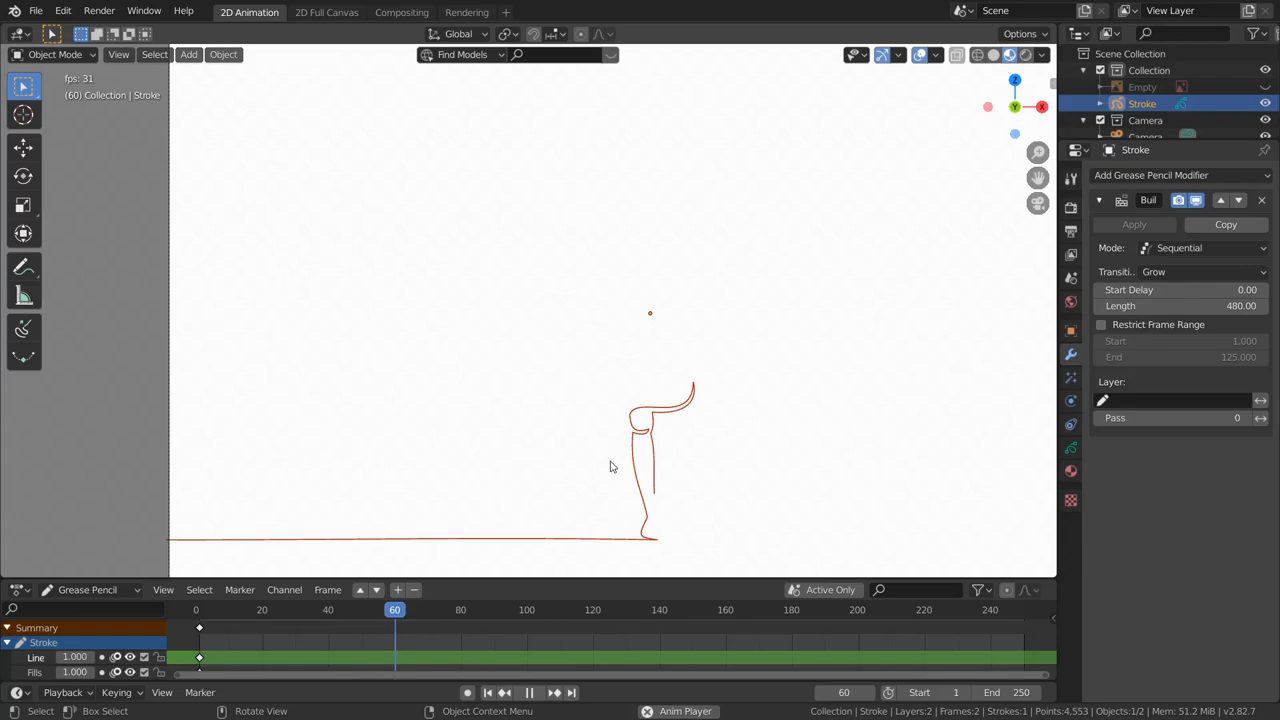 File Edit Render Window Help 2D Animation 2D Full Canvas Compositing Rendering + Scene View Layer
Global Options
Object Mode View Select Add Object Find Models
fps: 31
(60) Collection | Stroke
Z
Y
X
Scene Collection
Collection
Empty
Stroke
Camera
Camera
Stroke
Add Grease Pencil Modifier
Buil
Apply Copy
Mode: Sequential
Transiti.. Grow
Start Delay 0.00
Length 480.00
Restrict Frame Range
Start 1.000
End 125.000
Layer:
Pass 0
Grease Pencil View Select Marker Channel Frame Active Only
0 20 40 60 80 100 120 140 160 180 200 220 240
Summary
Stroke
Line 1.000
Fills 1.000
Playback Keying View Marker 60 Start 1 End 250
Select Box Select Rotate View Object Context Menu Anim Player Collection | Stroke | Layers:2 | Frames:2 | Strokes:1 | Points:4,553 | Objects:1/2 | Mem: 51.2 MiB | v2.82.7